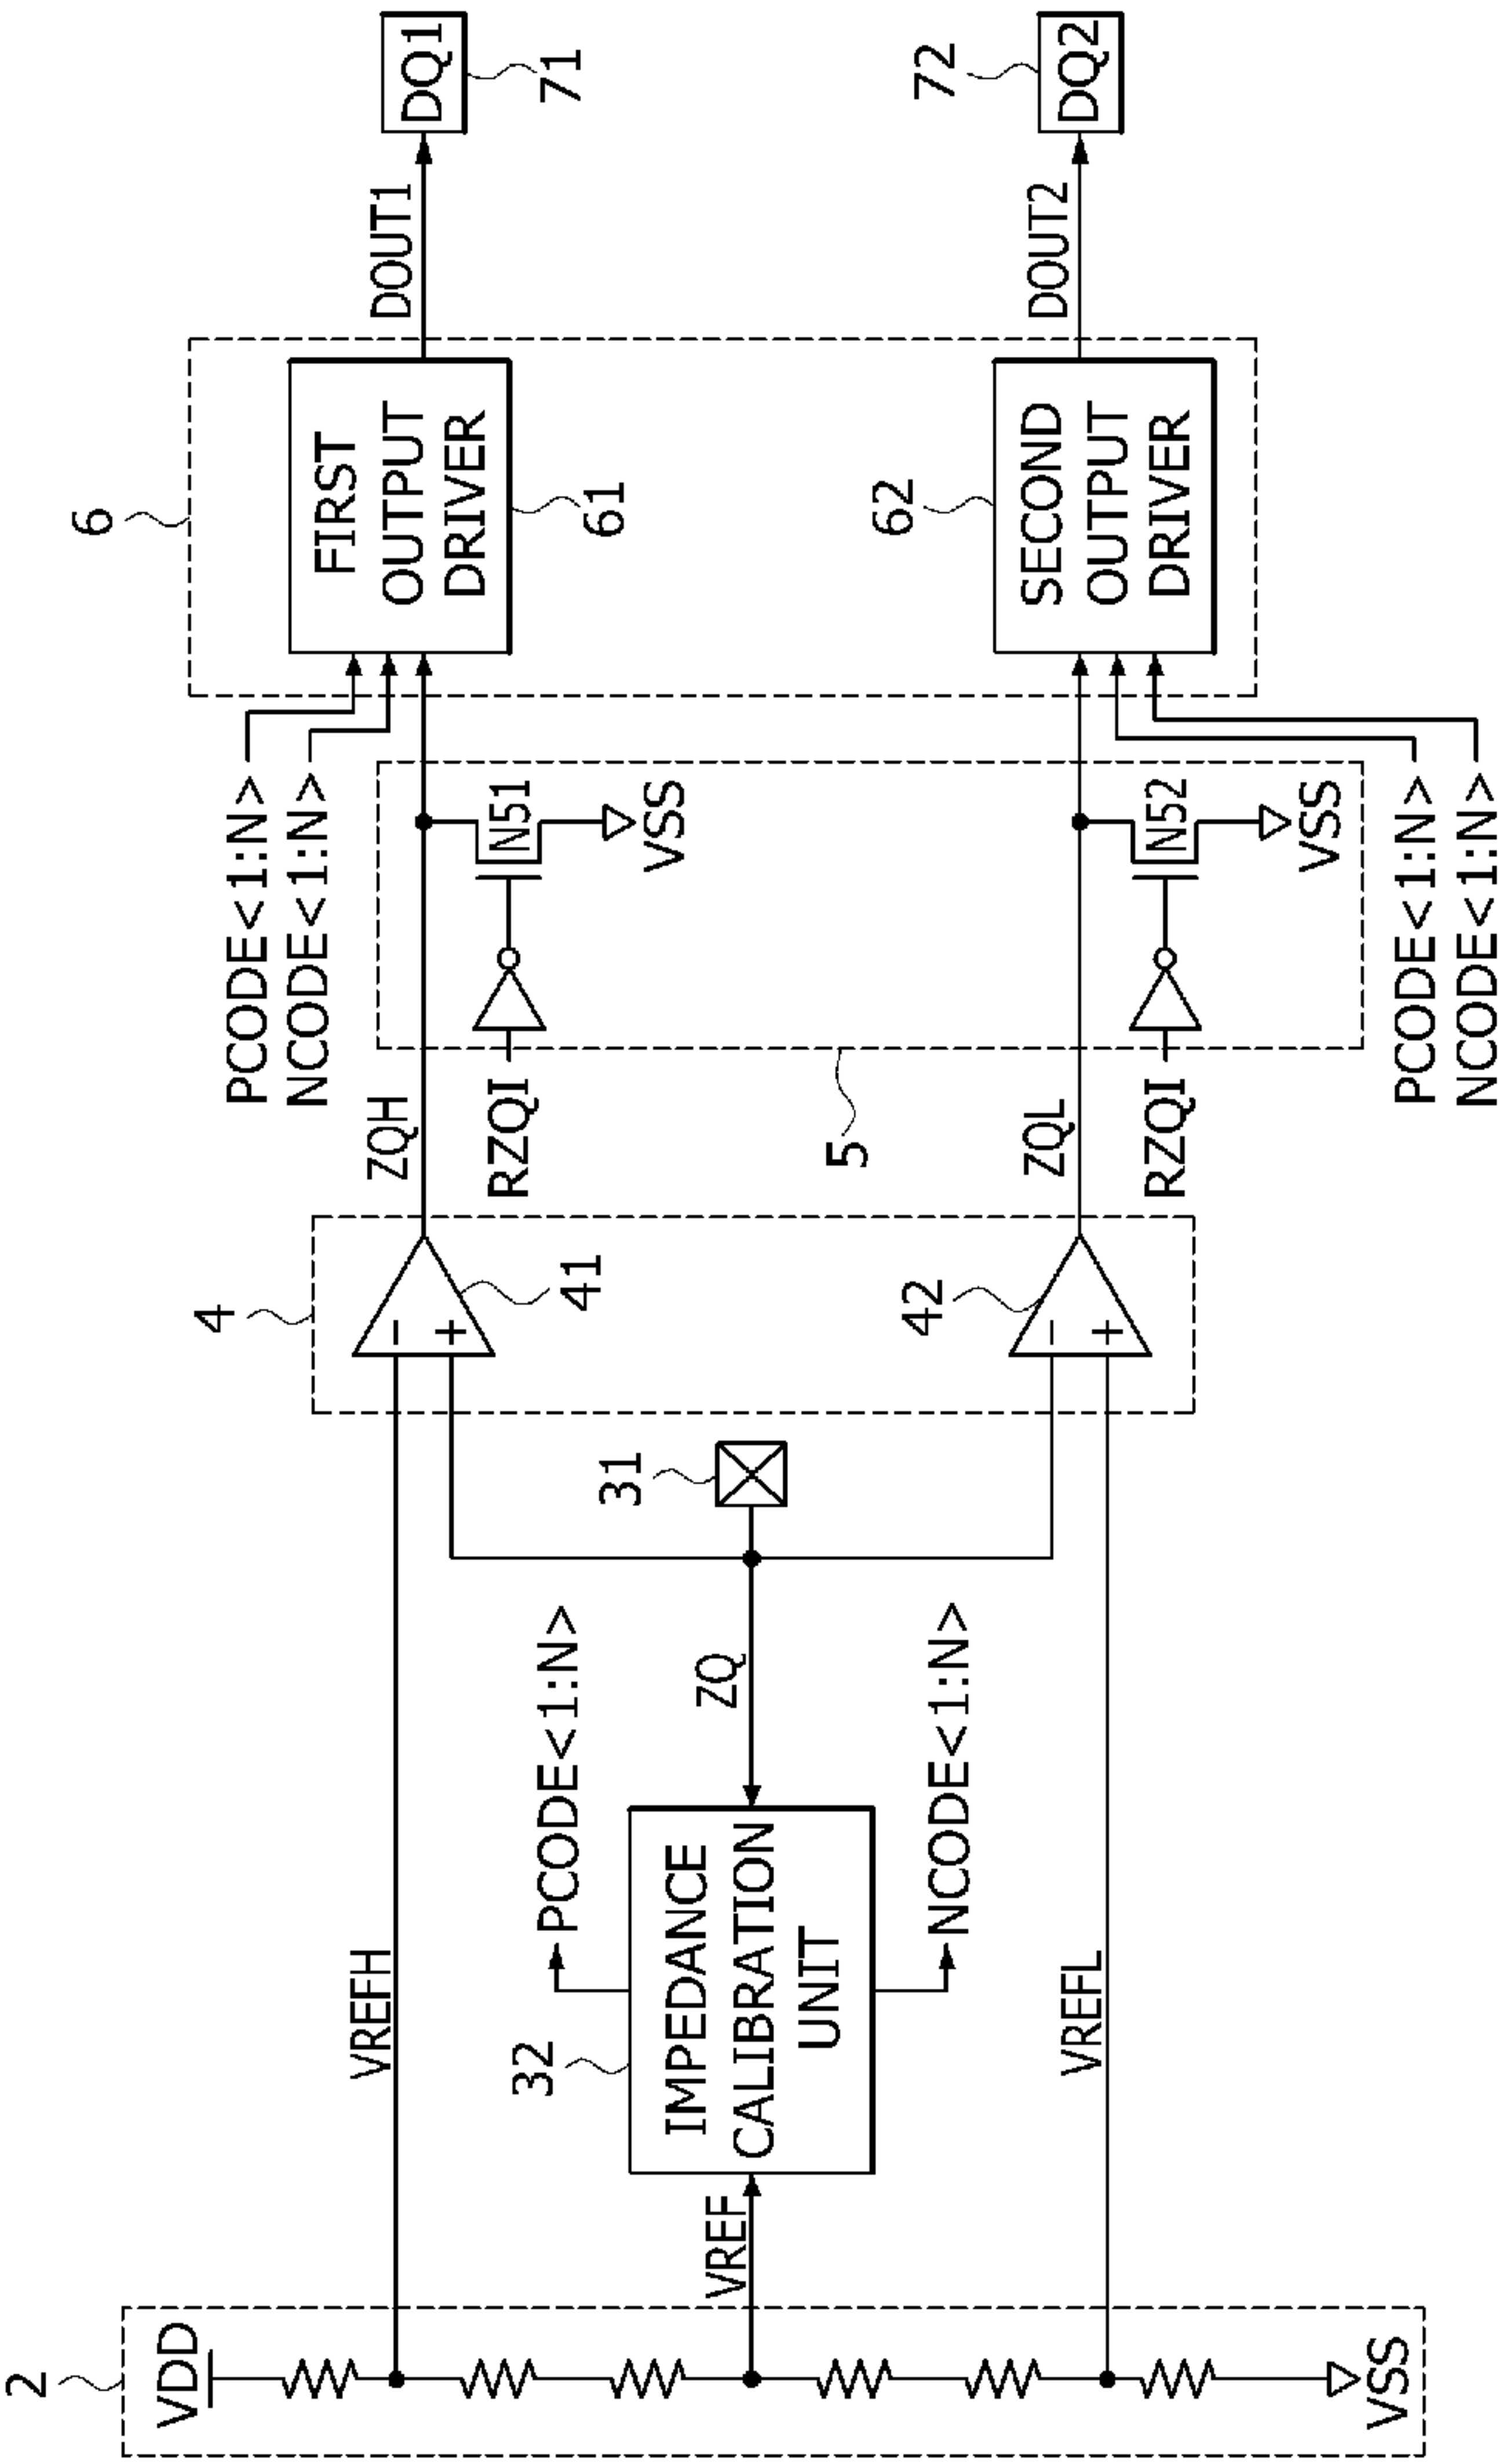 2
VDD
VSS
VREFH
VREF
VREFL
32
IMPEDANCE
CALIBRATION
UNIT
PCODE<1:N>
NCODE<1:N>
ZQ
31
4
-
+
41
42
-
+
ZQH
ZQL
5
RZQI
N51
VSS
RZQI
N52
VSS
PCODE<1:N>
NCODE<1:N>
PCODE<1:N>
NCODE<1:N>
6
FIRST
OUTPUT
DRIVER
61
62
SECOND
OUTPUT
DRIVER
DOUT1
DOUT2
DQ1
71
72
DQ2